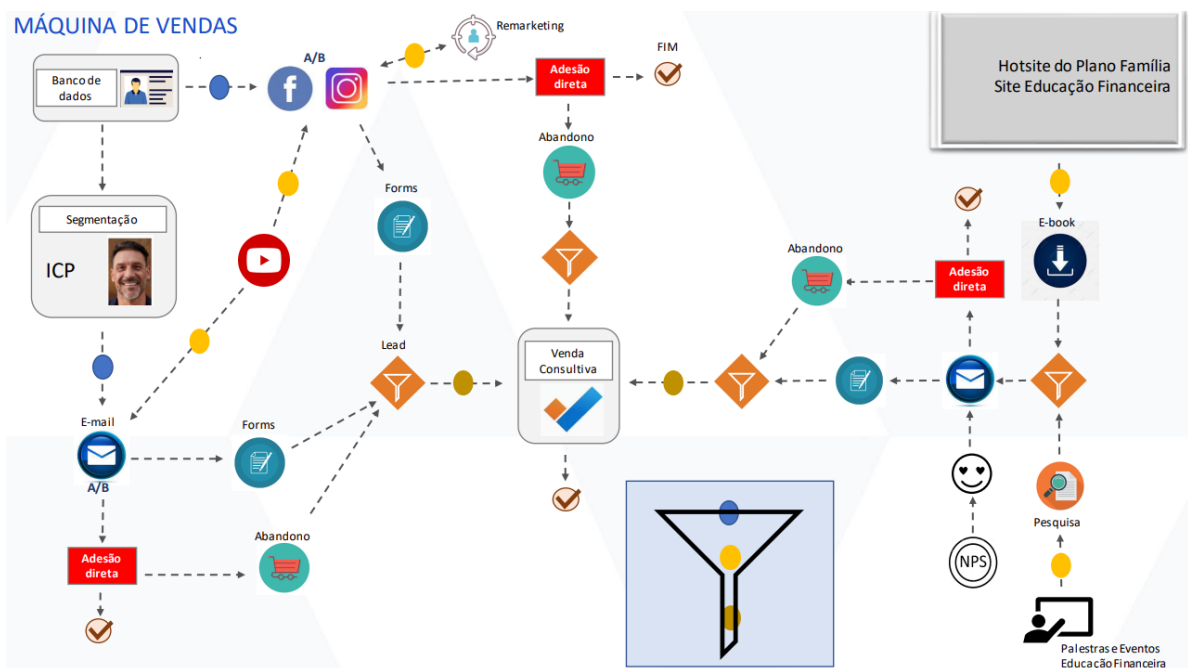 MÁQUINA DE VENDAS
Banco de
dados
A/B
Remarketing
Adesão
direta
FIM
Hotsite do Plano Família
Site Educação Financeira
Abandono
Segmentação
ICP
Forms
E-book
Abandono
Adesão
direta
Lead
Venda
Consultiva
E-mail
A/B
Forms
Abandono
Adesão
direta
NPS
Pesquisa
Palestras e Eventos
Educação Financeira